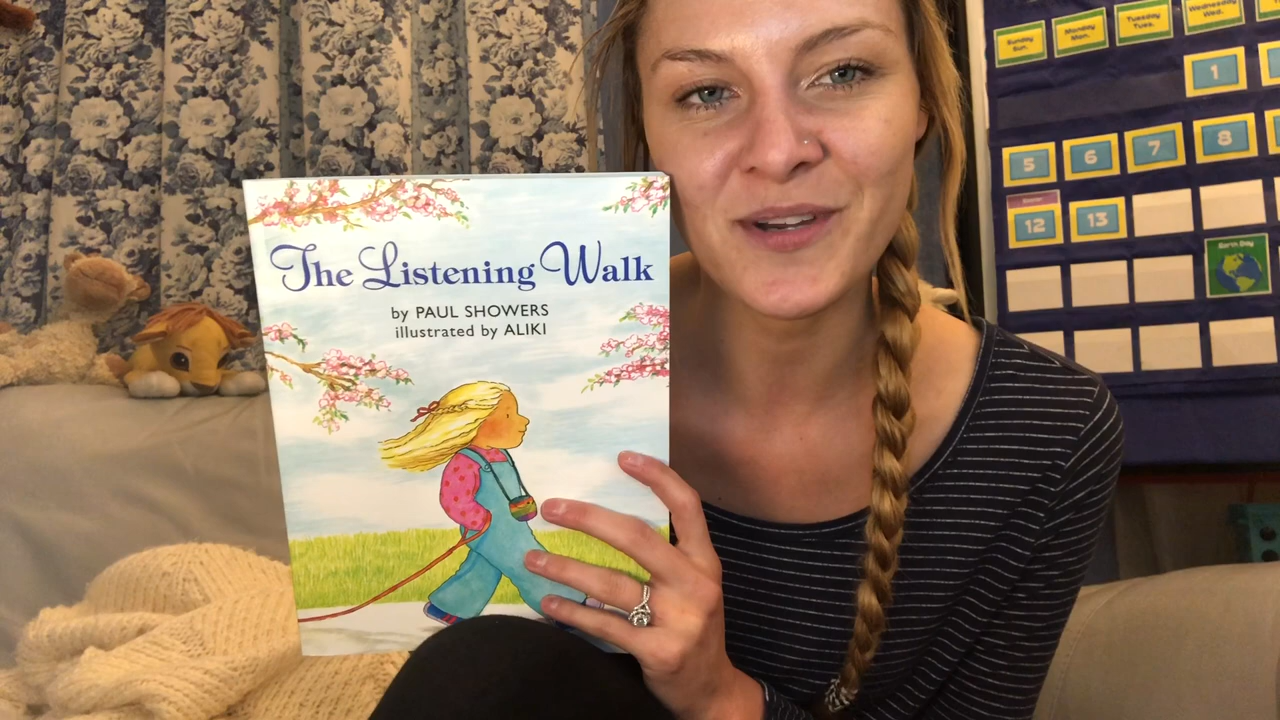 The Listening Walk
by PAUL SHOWERS
illustrated by ALIKI
Sunday
Sun.
Monday
Mon.
Tuesday
Tues.
Wednesday
Wed.
1
5
6
7
8
12
13
Earth Day